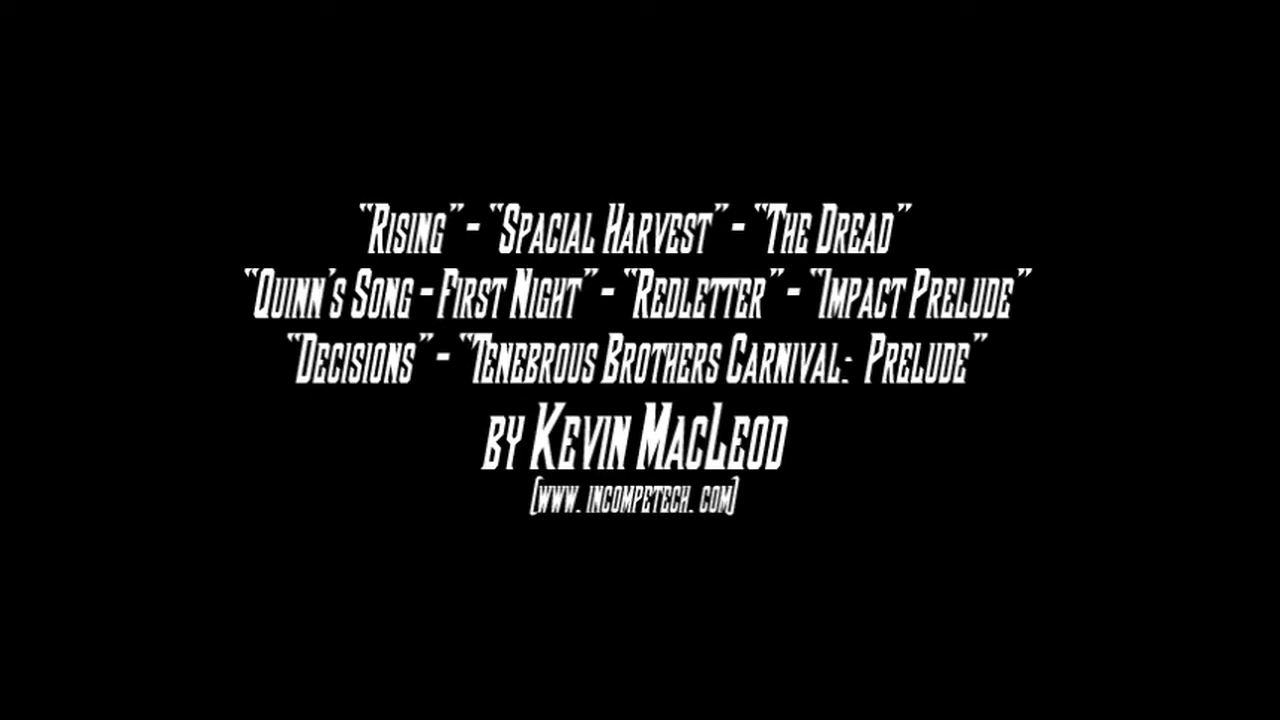 "Rising" - "Spacial Harvest" - "The Dread"
"Quinn's Song - First Night" - "Redletter" - "Impact Prelude"
"Decisions" - "Tenebrous Brothers Carnival: Prelude"
by Kevin MacLeod
(www.incompetech.com)